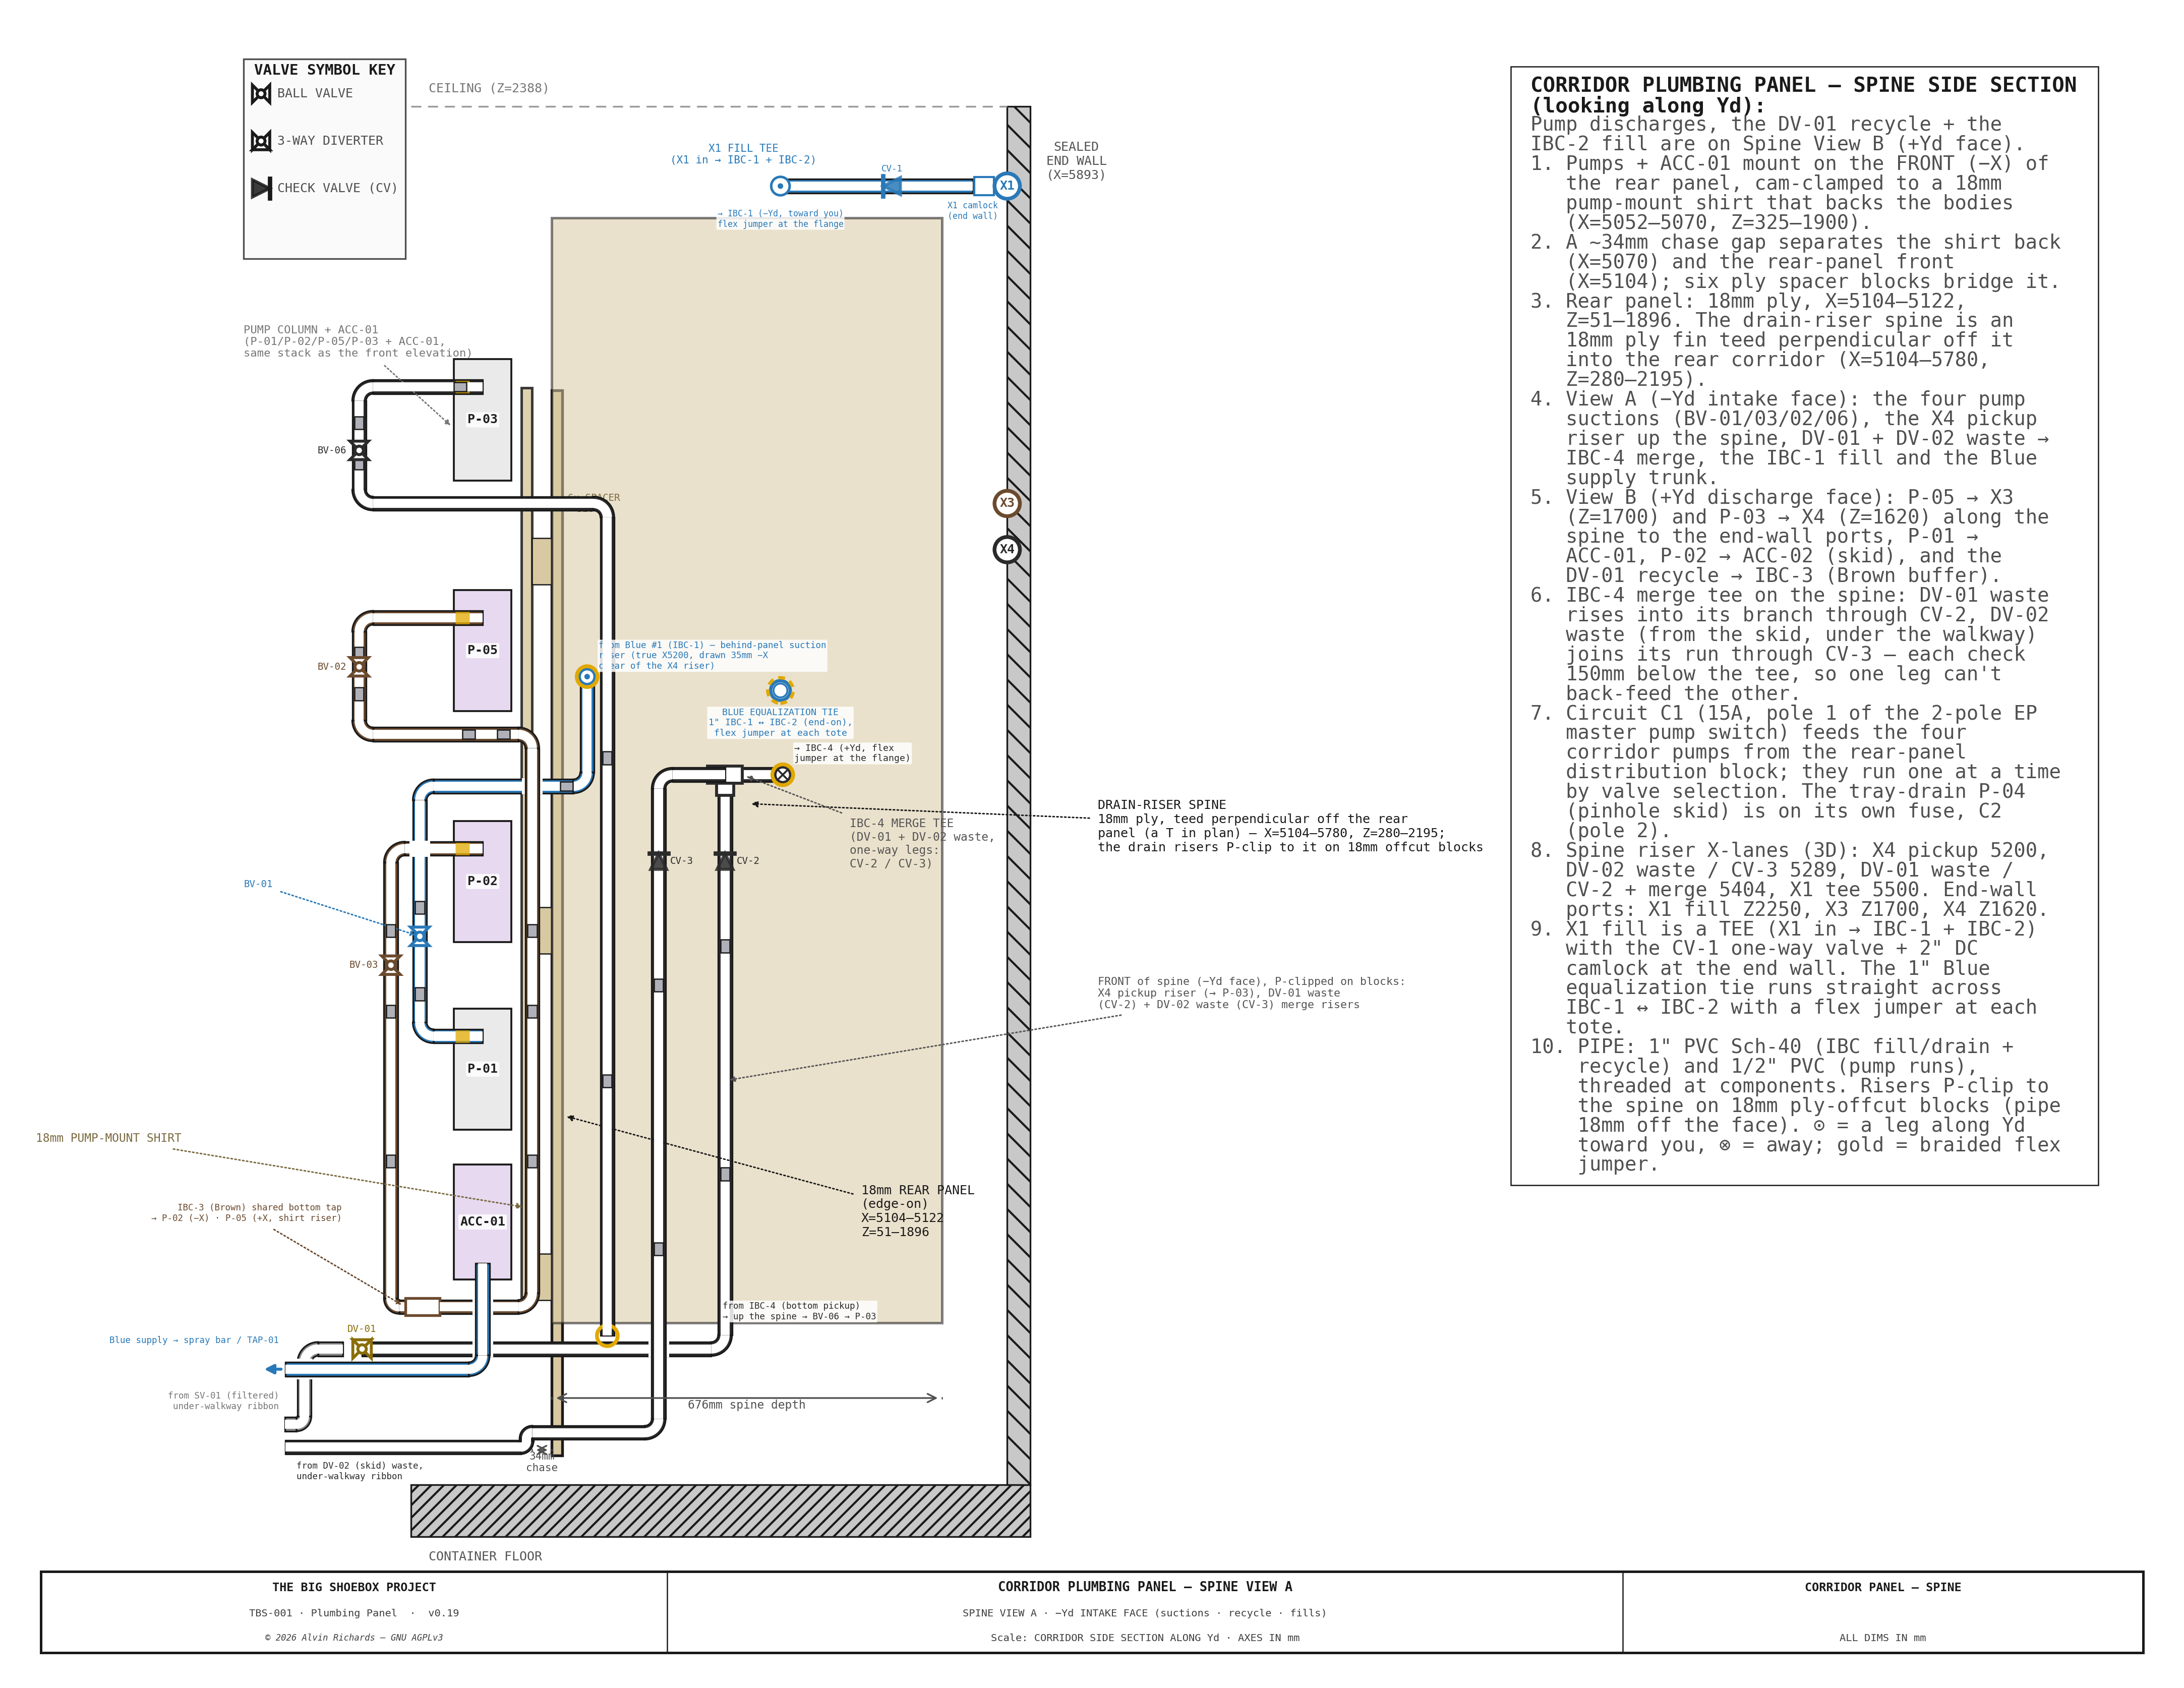 VALVE SYMBOL KEY
BALL VALVE
3-WAY DIVERTER
CHECK VALVE (CV)
CEILING (Z=2388)
X1 FILL TEE
(X1 in → IBC-1 + IBC-2)
CV-1
X1
→ IBC-1 (−Yd, toward you)
flex jumper at the flange
X1 camlock
(end wall)
SEALED
END WALL
(X=5893)
PUMP COLUMN + ACC-01
(P-01/P-02/P-05/P-03 + ACC-01,
same stack as the front elevation)
P-03
BV-06
SPACER
X3
X4
P-05
BV-02
from Blue #1 (IBC-1) — behind-panel suction
riser (true X5200, drawn 35mm −X
clear of the X4 riser)
BLUE EQUALIZATION TIE
1" IBC-1 ↔ IBC-2 (end-on),
flex jumper at each tote
→ IBC-4 (+Yd, flex
jumper at the flange)
IBC-4 MERGE TEE
(DV-01 + DV-02 waste,
one-way legs:
CV-2 / CV-3)
DRAIN-RISER SPINE
18mm ply, teed perpendicular off the rear
panel (a T in plan) — X=5104–5780, Z=280–2195;
the drain risers P-clip to it on 18mm offcut blocks
CV-3
CV-2
P-02
BV-01
BV-03
FRONT of spine (−Yd face), P-clipped on blocks:
X4 pickup riser (→ P-03), DV-01 waste
(CV-2) + DV-02 waste (CV-3) merge risers
P-01
18mm PUMP-MOUNT SHIRT
18mm REAR PANEL
(edge-on)
X=5104–5122
Z=51–1896
IBC-3 (Brown) shared bottom tap
→ P-02 (−X) · P-05 (+X, shirt riser)
ACC-01
from IBC-4 (bottom pickup)
→ up the spine → BV-06 → P-03
DV-01
Blue supply → spray bar / TAP-01
from SV-01 (filtered)
under-walkway ribbon
676mm spine depth
34mm
chase
from DV-02 (skid) waste,
under-walkway ribbon
CONTAINER FLOOR
CORRIDOR PLUMBING PANEL — SPINE SIDE SECTION
(looking along Yd):
Pump discharges, the DV-01 recycle + the
IBC-2 fill are on Spine View B (+Yd face).
1. Pumps + ACC-01 mount on the FRONT (−X) of
the rear panel, cam-clamped to a 18mm
pump-mount shirt that backs the bodies
(X=5052–5070, Z=325–1900).
2. A ~34mm chase gap separates the shirt back
(X=5070) and the rear-panel front
(X=5104); six ply spacer blocks bridge it.
3. Rear panel: 18mm ply, X=5104–5122,
Z=51–1896. The drain-riser spine is an
18mm ply fin teed perpendicular off it
into the rear corridor (X=5104–5780,
Z=280–2195).
4. View A (−Yd intake face): the four pump
suctions (BV-01/03/02/06), the X4 pickup
riser up the spine, DV-01 + DV-02 waste →
IBC-4 merge, the IBC-1 fill and the Blue
supply trunk.
5. View B (+Yd discharge face): P-05 → X3
(Z=1700) and P-03 → X4 (Z=1620) along the
spine to the end-wall ports, P-01 →
ACC-01, P-02 → ACC-02 (skid), and the
DV-01 recycle → IBC-3 (Brown buffer).
6. IBC-4 merge tee on the spine: DV-01 waste
rises into its branch through CV-2, DV-02
waste (from the skid, under the walkway)
joins its run through CV-3 — each check
150mm below the tee, so one leg can't
back-feed the other.
7. Circuit C1 (15A, pole 1 of the 2-pole EP
master pump switch) feeds the four
corridor pumps from the rear-panel
distribution block; they run one at a time
by valve selection. The tray-drain P-04
(pinhole skid) is on its own fuse, C2
(pole 2).
8. Spine riser X-lanes (3D): X4 pickup 5200,
DV-02 waste / CV-3 5289, DV-01 waste /
CV-2 + merge 5404, X1 tee 5500. End-wall
ports: X1 fill Z2250, X3 Z1700, X4 Z1620.
9. X1 fill is a TEE (X1 in → IBC-1 + IBC-2)
with the CV-1 one-way valve + 2" DC
camlock at the end wall. The 1" Blue
equalization tie runs straight across
IBC-1 ↔ IBC-2 with a flex jumper at each
tote.
10. PIPE: 1" PVC Sch-40 (IBC fill/drain +
recycle) and 1/2" PVC (pump runs),
threaded at components. Risers P-clip to
the spine on 18mm ply-offcut blocks (pipe
18mm off the face). ⊙ = a leg along Yd
toward you, ⊗ = away; gold = braided flex
jumper.
THE BIG SHOEBOX PROJECT
TBS-001 · Plumbing Panel · v0.19
© 2026 Alvin Richards — GNU AGPLv3
CORRIDOR PLUMBING PANEL — SPINE VIEW A
SPINE VIEW A · −Yd INTAKE FACE (suctions · recycle · fills)
Scale: CORRIDOR SIDE SECTION ALONG Yd · AXES IN mm
CORRIDOR PANEL — SPINE
ALL DIMS IN mm